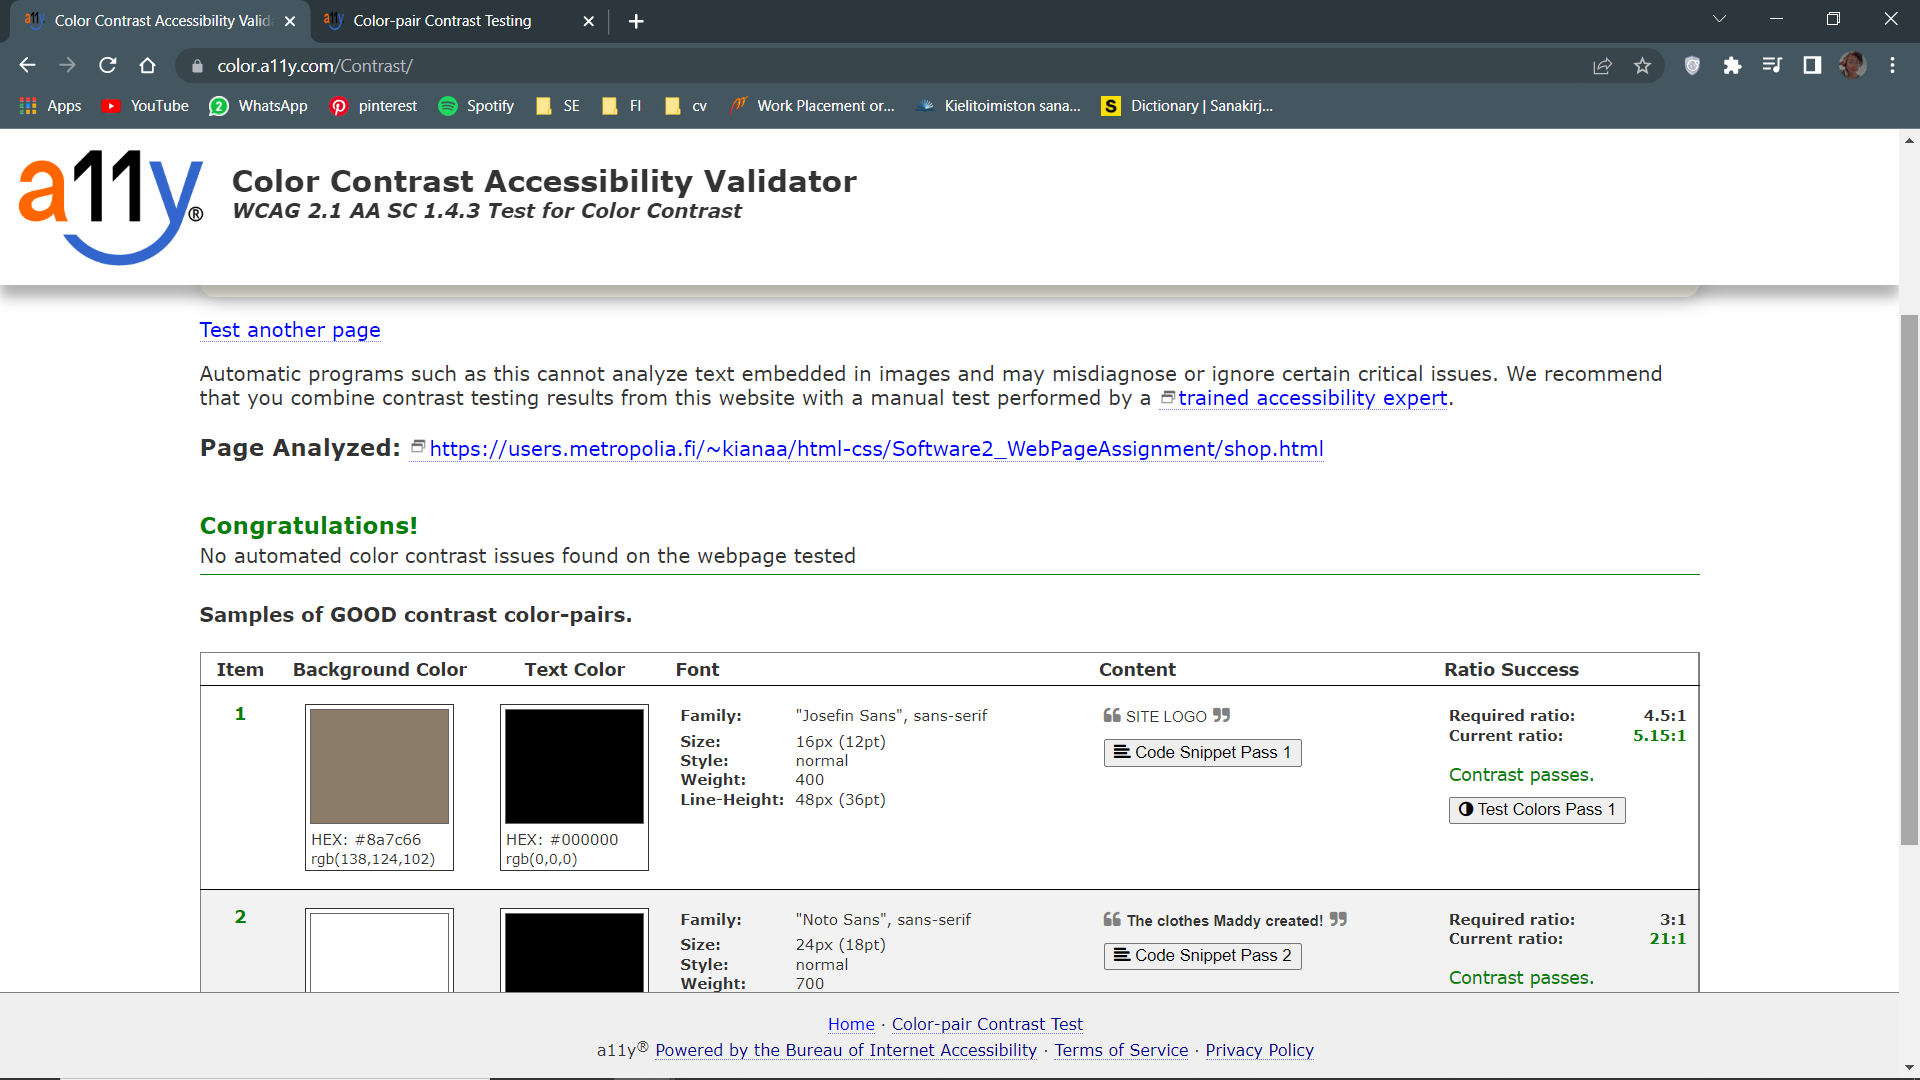 Color Contrast Accessibility Valid
Color-pair Contrast Testing
color.a11y.com/Contrast/
Apps
YouTube
2
WhatsApp
pinterest
Spotify
SE
FI
cv
Work Placement or...
Kielitoimiston sana...
S
Dictionary | Sanakirj...
a11y®
Color Contrast Accessibility Validator
WCAG 2.1 AA SC 1.4.3 Test for Color Contrast
Test another page
Automatic programs such as this cannot analyze text embedded in images and may misdiagnose or ignore certain critical issues. We recommend
that you combine contrast testing results from this website with a manual test performed by a trained accessibility expert.
Page Analyzed: https://users.metropolia.fi/~kianaa/html-css/Software2_WebPageAssignment/shop.html
Congratulations!
No automated color contrast issues found on the webpage tested
Samples of GOOD contrast color-pairs.
Item Background Color Text Color Font Content Ratio Success
1
HEX: #8a7c66
rgb(138,124,102)
HEX: #000000
rgb(0,0,0)
Family: "Josefin Sans", sans-serif
Size: 16px (12pt)
Style: normal
Weight: 400
Line-Height: 48px (36pt)
❝ SITE LOGO ❞
Code Snippet Pass 1
Required ratio: 4.5:1
Current ratio: 5.15:1
Contrast passes.
Test Colors Pass 1
2
Family: "Noto Sans", sans-serif
Size: 24px (18pt)
Style: normal
Weight: 700
❝ The clothes Maddy created! ❞
Code Snippet Pass 2
Required ratio: 3:1
Current ratio: 21:1
Contrast passes.
Home · Color-pair Contrast Test
a11y® Powered by the Bureau of Internet Accessibility · Terms of Service · Privacy Policy